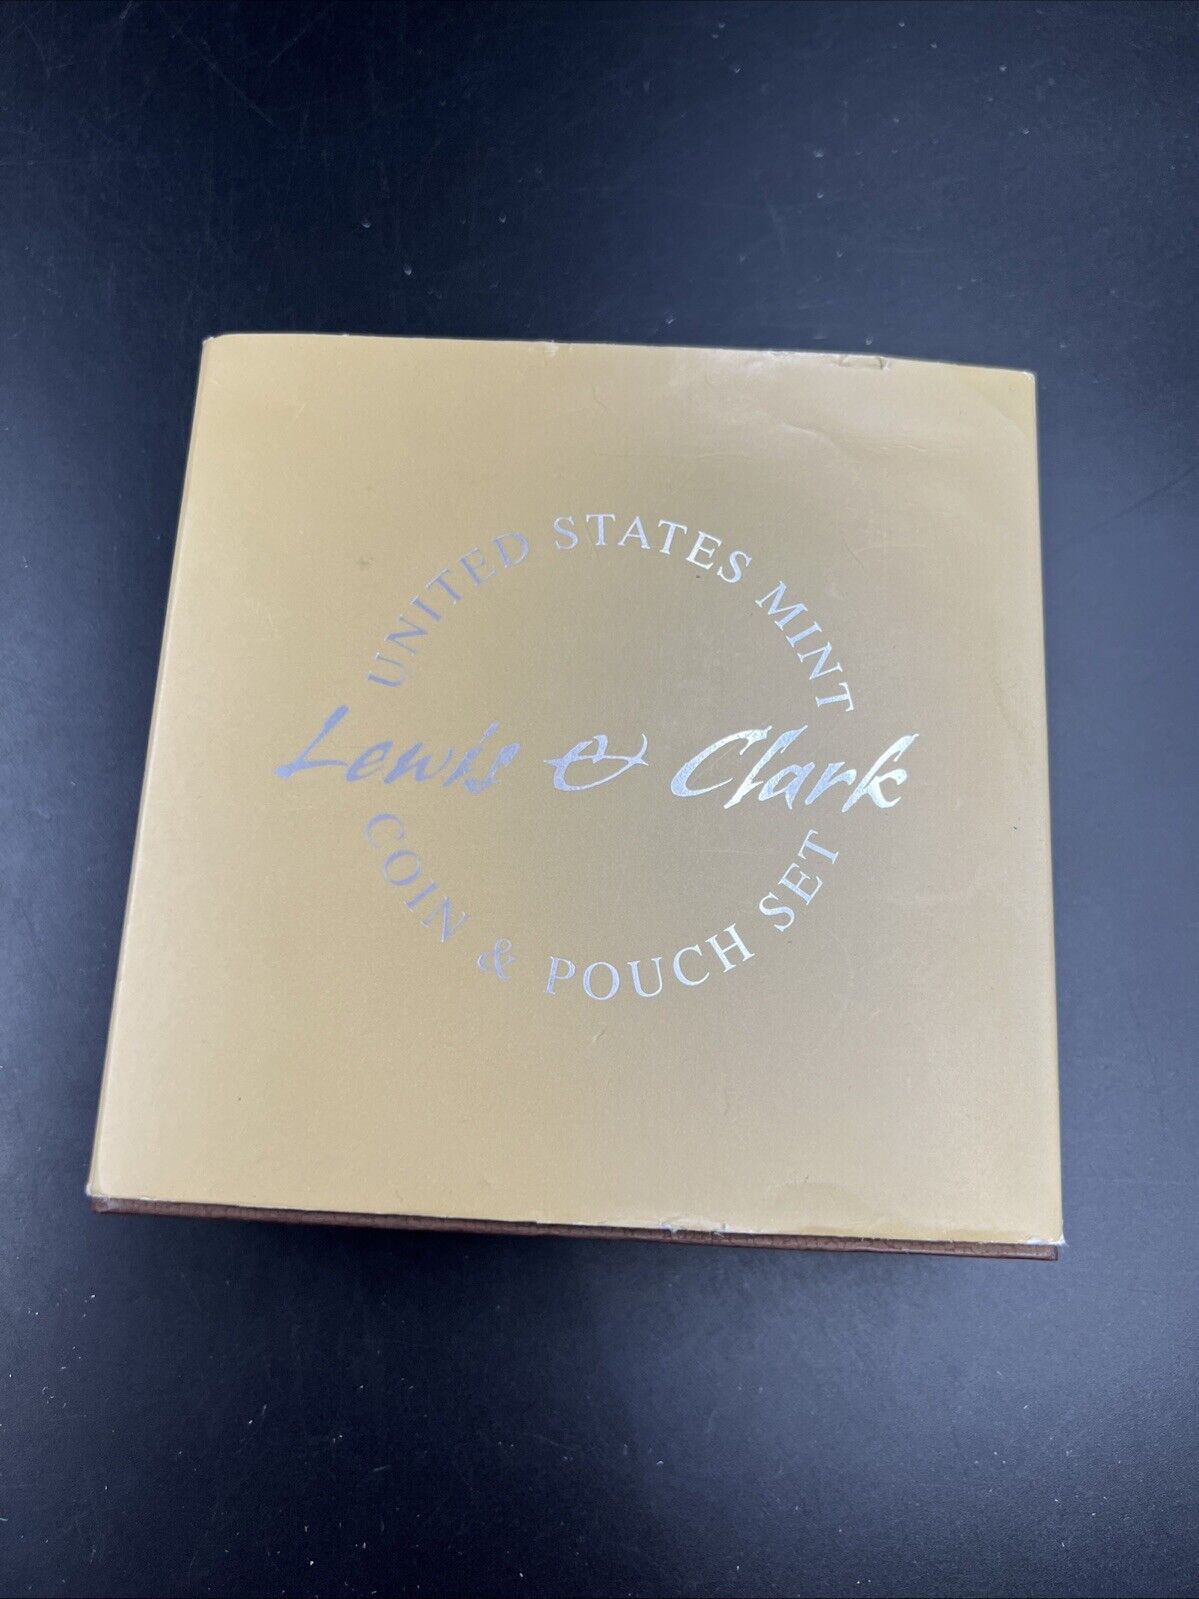 UNITED STATES MINT
Lewis & Clark
COIN & POUCH SET